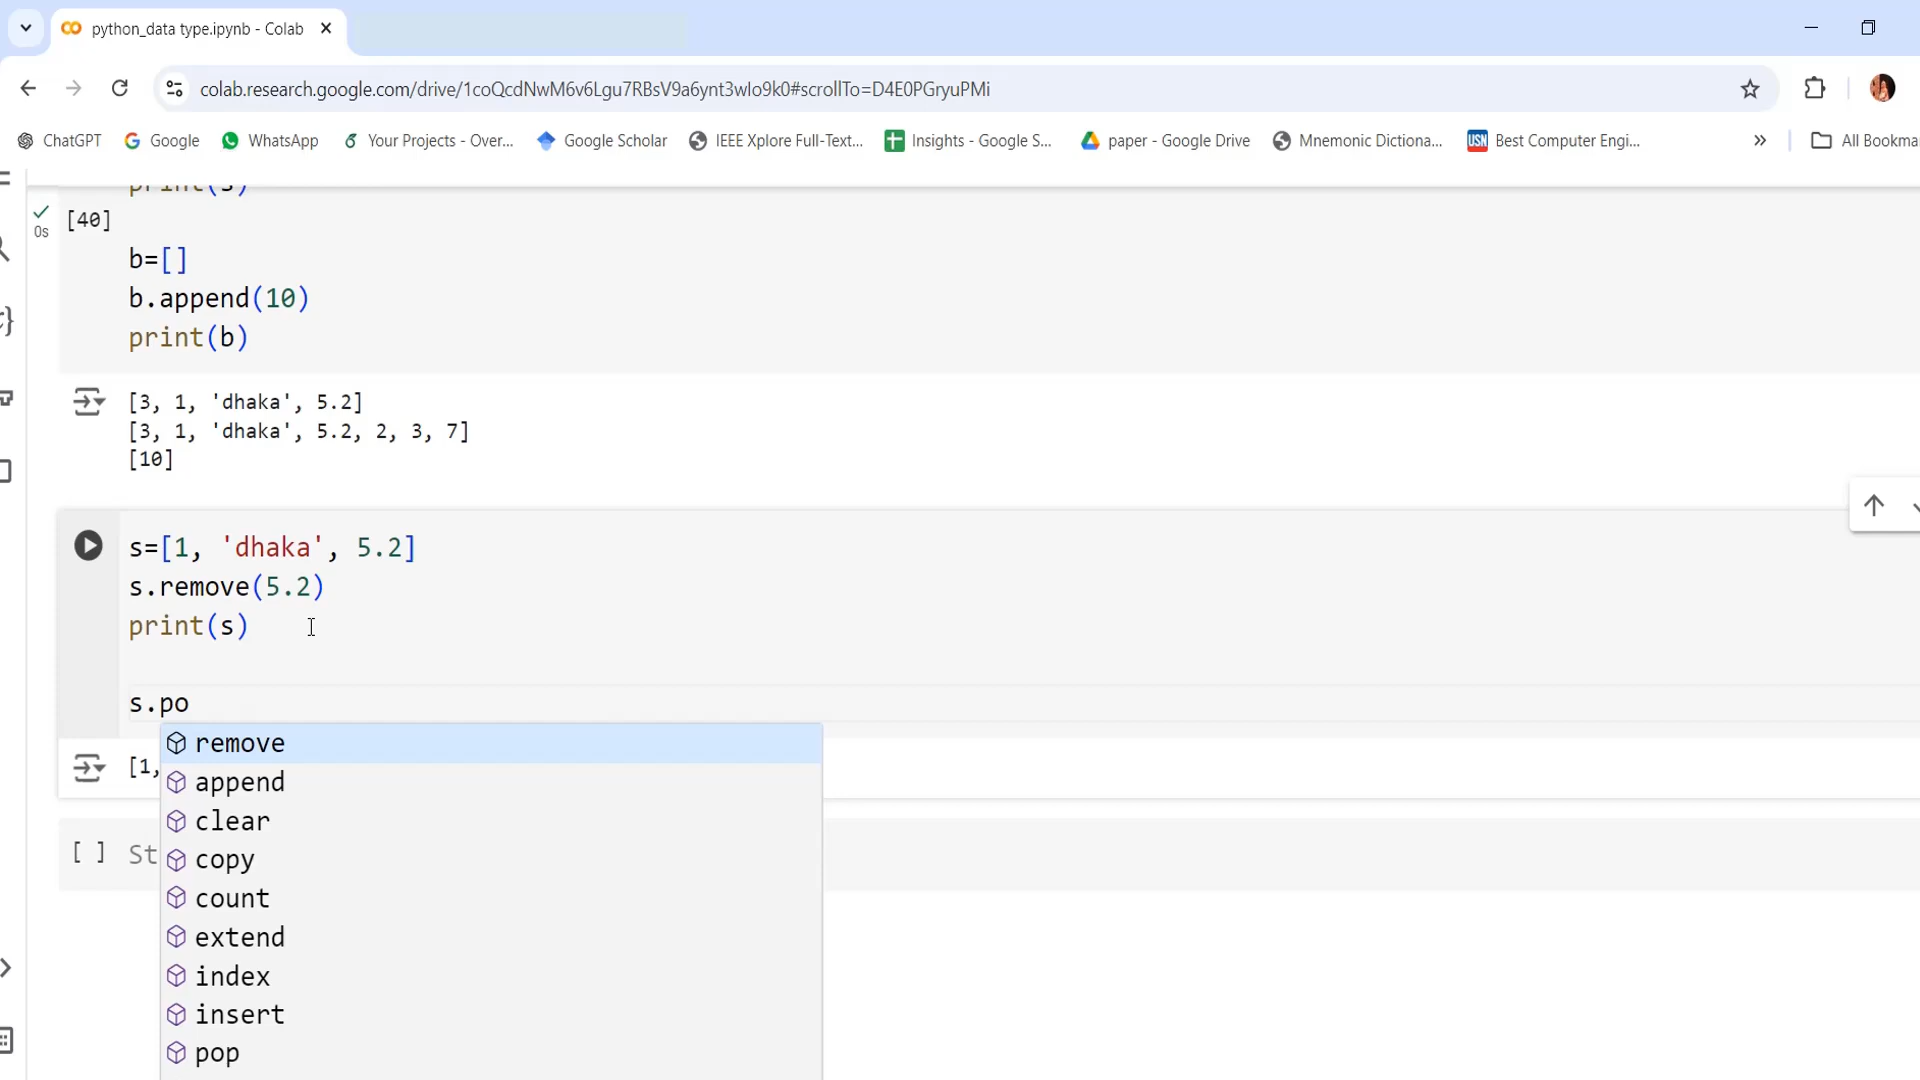 python_data type.ipynb - Colab
colab.research.google.com/drive/1coQcdNwM6v6Lgu7RBsV9a6ynt3wIo9k0#scrollTo=D4E0PGryuPMi
ChatGPT Google WhatsApp Your Projects - Over... Google Scholar IEEE Xplore Full-Text... Insights - Google S... paper - Google Drive Mnemonic Dictiona... USN Best Computer Engi... » All Bookma
print(s)
0s [40]
b=[]
b.append(10)
print(b)
[3, 1, 'dhaka', 5.2]
[3, 1, 'dhaka', 5.2, 2, 3, 7]
[10]
s=[1, 'dhaka', 5.2]
s.remove(5.2)
print(s)
s.po
[1,
remove
append
clear
[ ] St
copy
count
extend
index
insert
pop